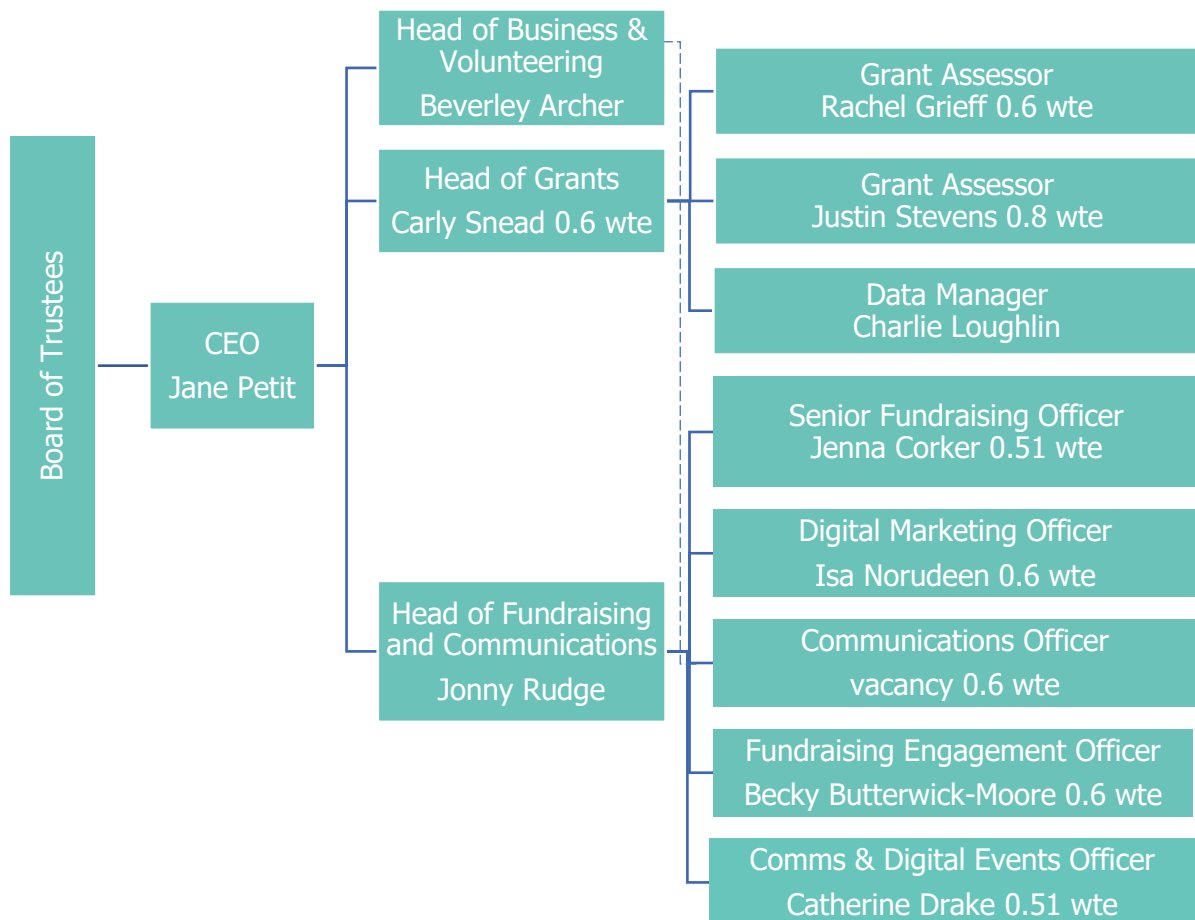 Board of Trustees
CEO
Jane Petit
Head of Business &
Volunteering
Beverley Archer
Head of Grants
Carly Snead 0.6 wte
Head of Fundraising
and Communications
Jonny Rudge
Grant Assessor
Rachel Grieff 0.6 wte
Grant Assessor
Justin Stevens 0.8 wte
Data Manager
Charlie Loughlin
Senior Fundraising Officer
Jenna Corker 0.51 wte
Digital Marketing Officer
Isa Norudeen 0.6 wte
Communications Officer
vacancy 0.6 wte
Fundraising Engagement Officer
Becky Butterwick-Moore 0.6 wte
Comms & Digital Events Officer
Catherine Drake 0.51 wte